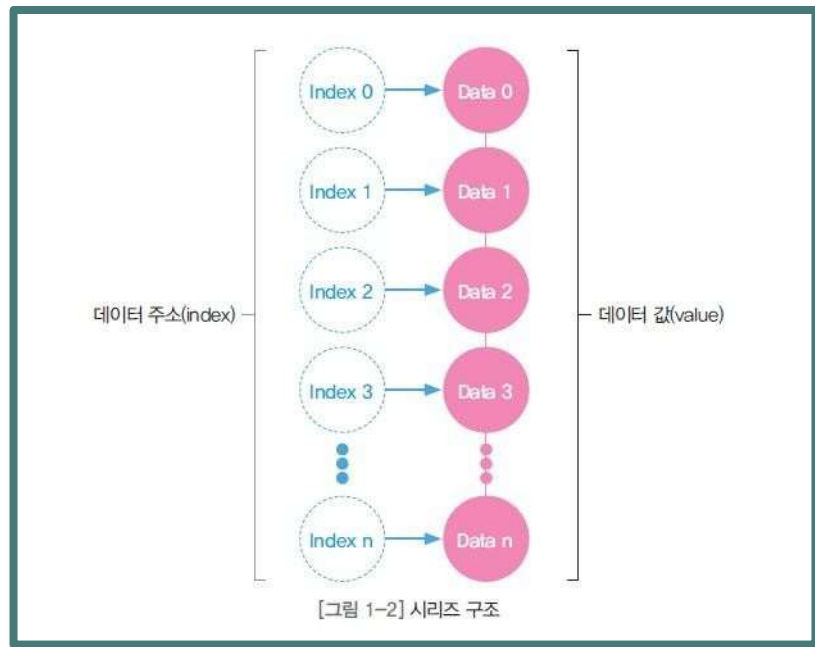 Index 0 Data 0
Index 1 Data 1
Index 2 Data 2
데이터 주소(index) 데이터 값(value)
Index 3 Data 3
Index n Data n
[그림 1-2] 시리즈 구조